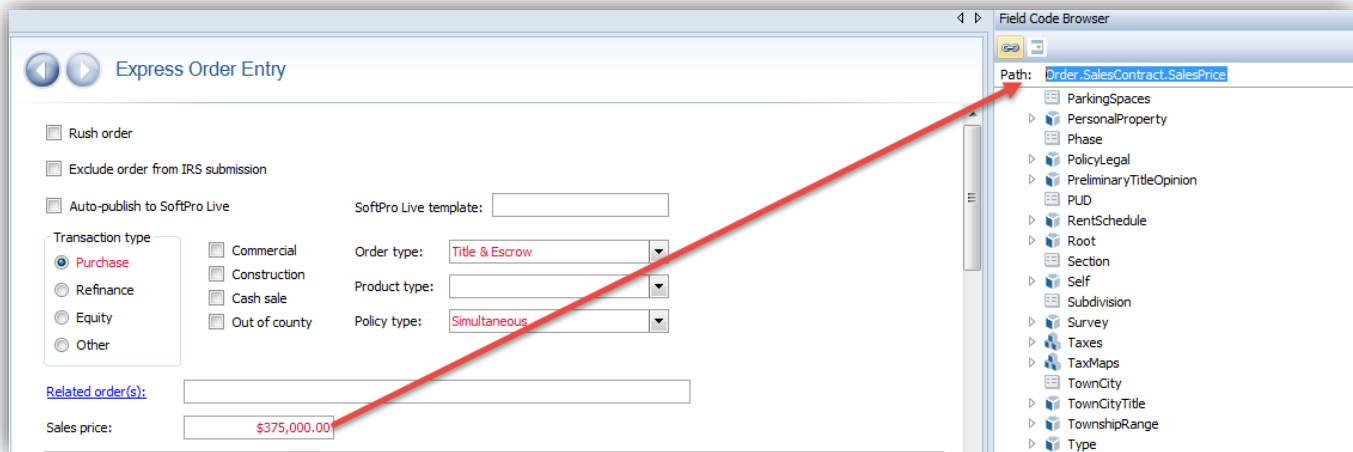 Field Code Browser
Express Order Entry
Path: Order.SalesContract.SalesPrice
Rush order
Exclude order from IRS submission
Auto-publish to SoftPro Live
SoftPro Live template:
Transaction type
Purchase
Refinance
Equity
Other
Commercial
Construction
Cash sale
Out of county
Order type: Title & Escrow
Product type:
Policy type: Simultaneous
Related order(s):
Sales price: $375,000.00
ParkingSpaces
PersonalProperty
Phase
PolicyLegal
PreliminaryTitleOpinion
PUD
RentSchedule
Root
Section
Self
Subdivision
Survey
Taxes
TaxMaps
TownCity
TownCityTitle
TownshipRange
Type